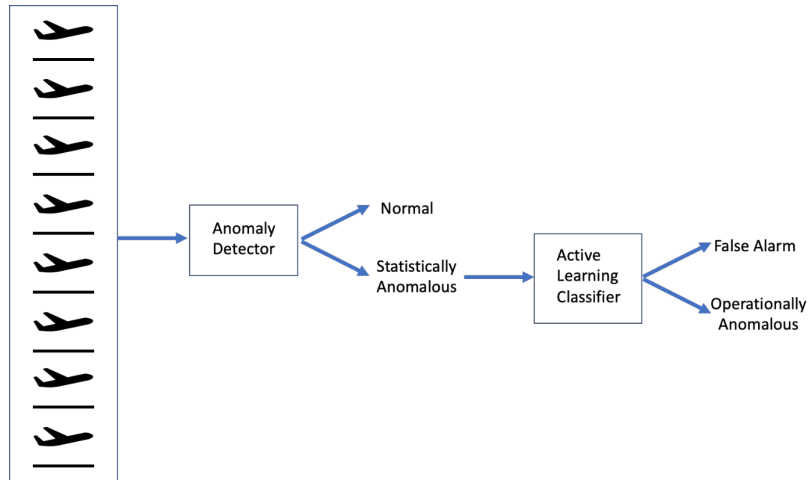 Anomaly
Detector
Normal
Statistically
Anomalous
Active
Learning
Classifier
False Alarm
Operationally
Anomalous